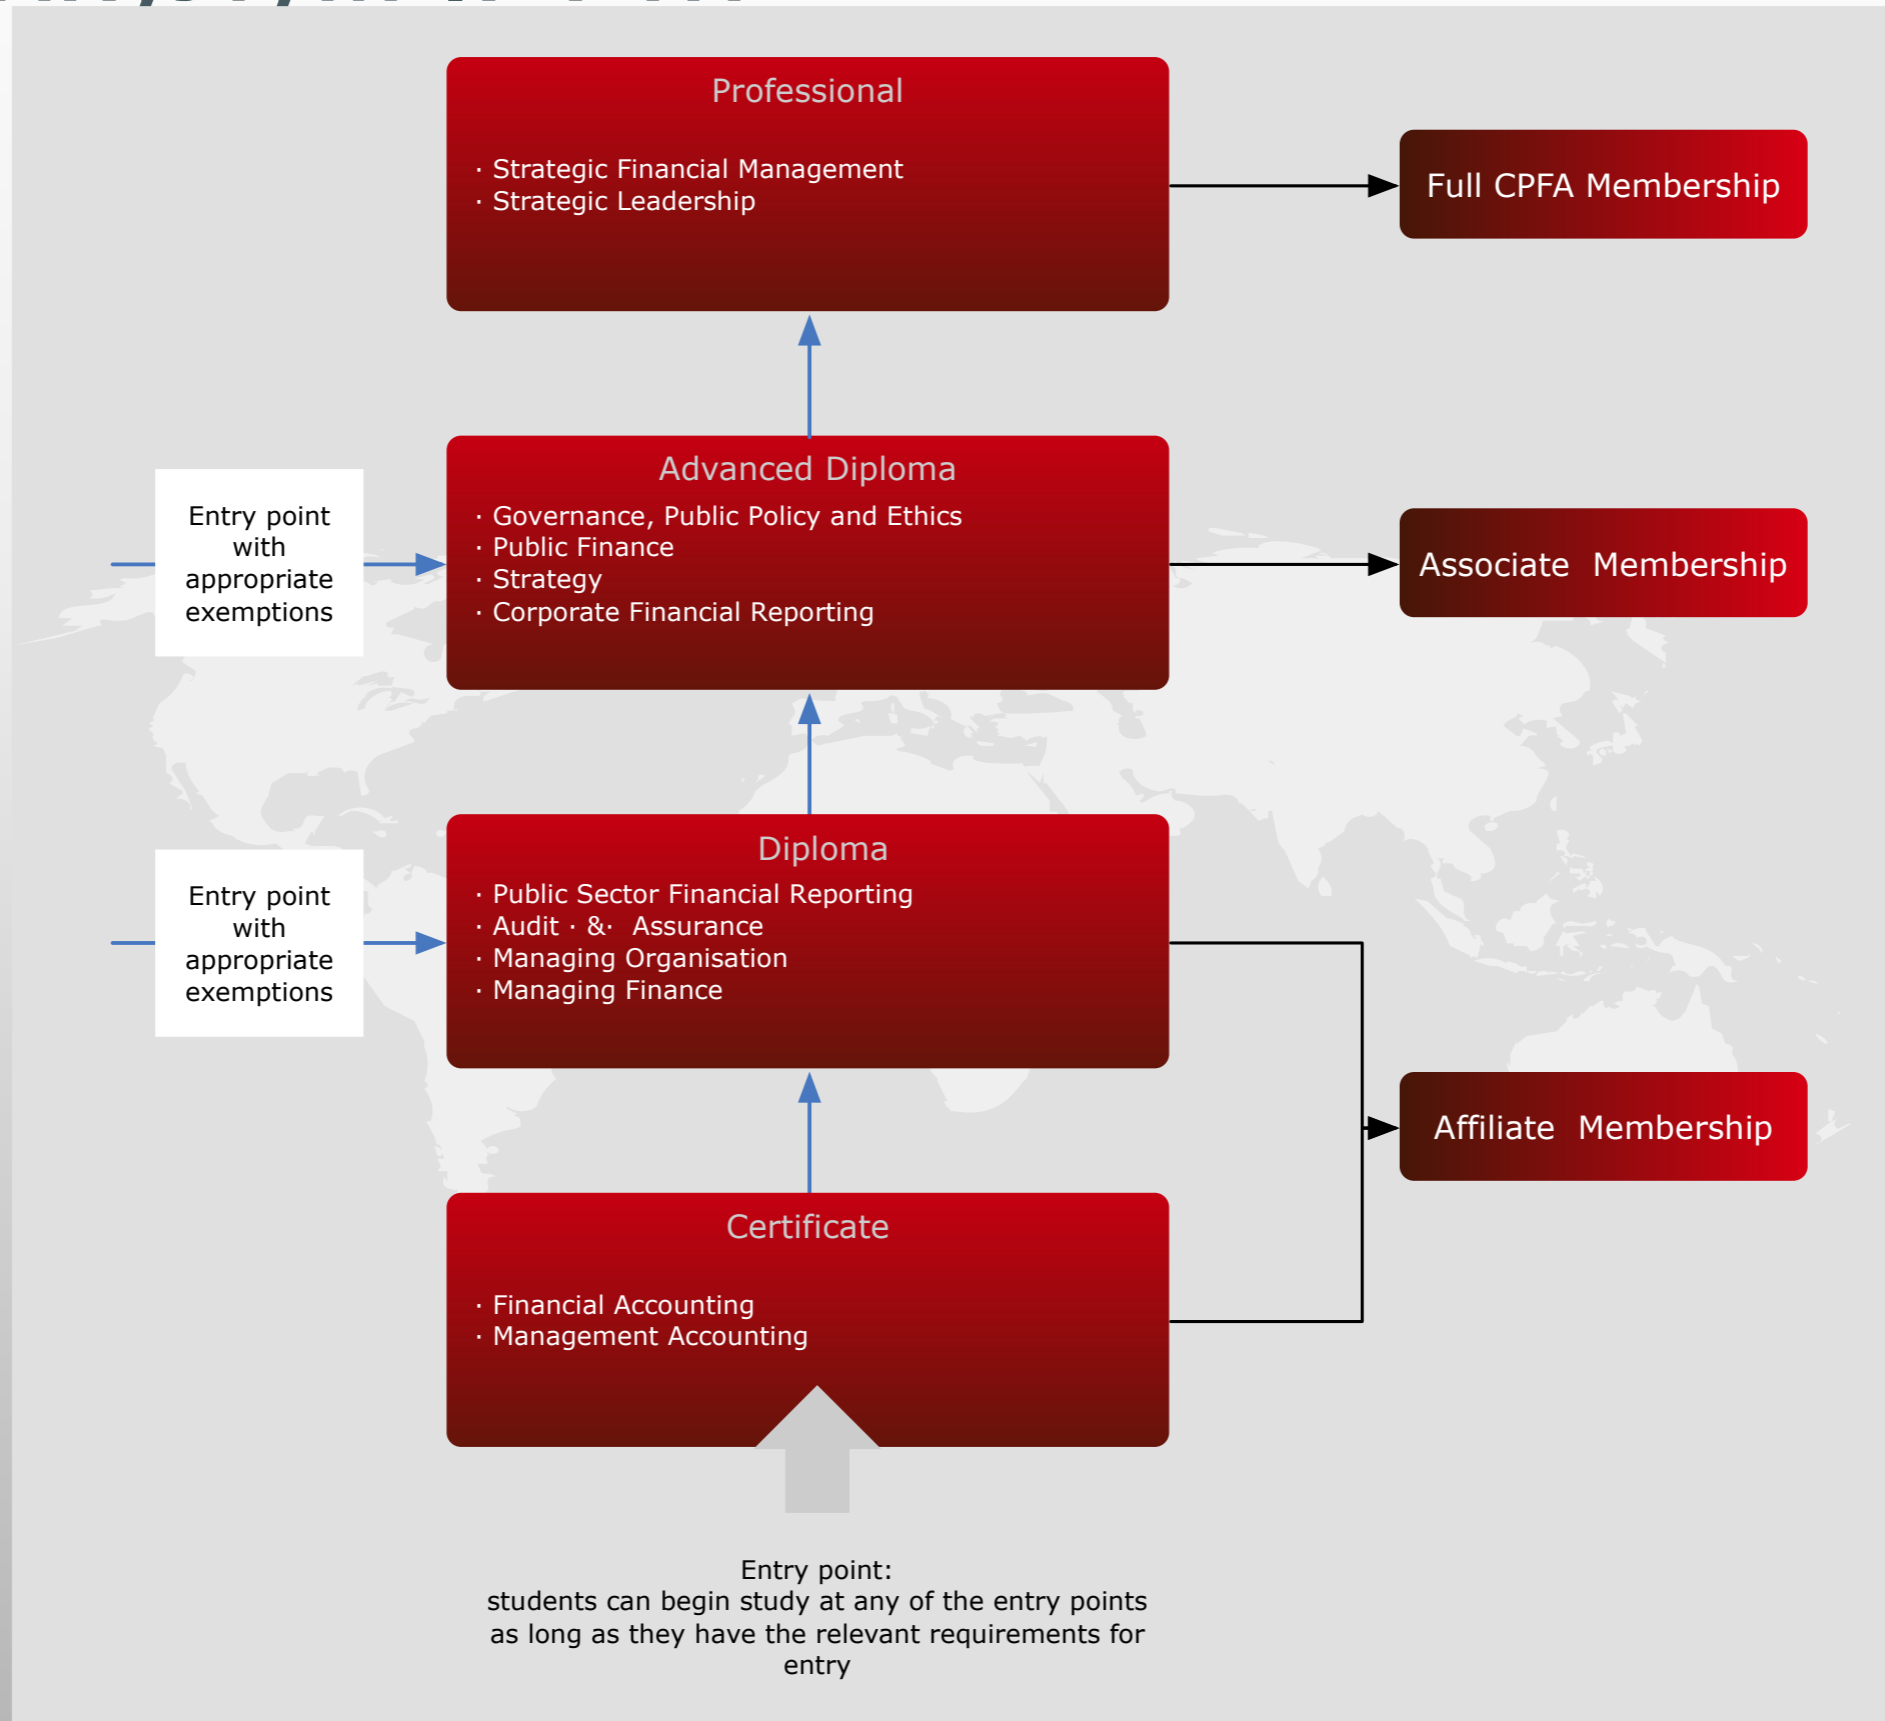 Professional
· Strategic Financial Management
· Strategic Leadership
Full CPFA Membership
Advanced Diploma
· Governance, Public Policy and Ethics
· Public Finance
· Strategy
· Corporate Financial Reporting
Entry point
with
appropriate
exemptions
Associate Membership
Diploma
· Public Sector Financial Reporting
· Audit · &· Assurance
· Managing Organisation
· Managing Finance
Entry point
with
appropriate
exemptions
Affiliate Membership
Certificate
· Financial Accounting
· Management Accounting
Entry point:
students can begin study at any of the entry points
as long as they have the relevant requirements for
entry